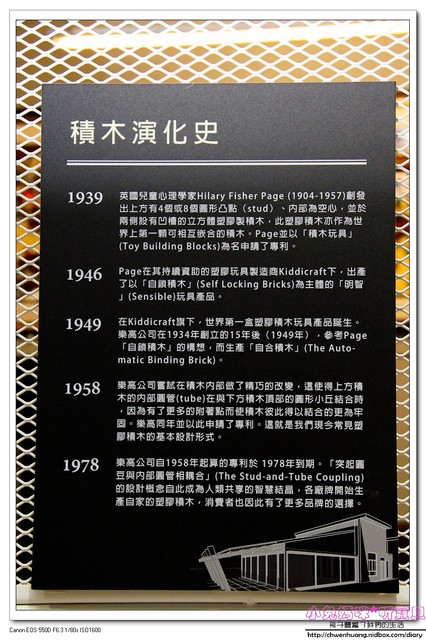 積木演化史
1939
英國兒童心理學家Hilary Fisher Page (1904-1957)創發
出上方有4個或8個圓形凸點（stud）、內部為空心，並於
兩側設有凹槽的立方體塑膠製積木，此塑膠積木亦作為世
界上第一顆可相互嵌合的積木。Page並以「積木玩具」
(Toy Building Blocks)為名申請了專利。
1946
Page在其持續資助的塑膠玩具製造商Kiddicraft下，出產
了以「自鎖積木」(Self Locking Bricks)為主體的「明智
」(Sensible)玩具產品。
1949
在Kiddicraft旗下，世界第一盒塑膠積木玩具產品誕生。
樂高公司在1934年創立的15年後（1949年），參考Page
「自鎖積木」的構想，而生產「自合積木」(The Auto-
matic Binding Brick)。
1958
樂高公司嘗試在積木內部做了精巧的改變，這使得上方積
木的內部圓管(tube)在與下方積木頂部的圓形小丘結合時
，因為有了更多的附著點而使積木彼此得以結合的更為牢
固。樂高同年並以此申請了專利。這就是我們現今常見塑
膠積木的基本設計形式。
1978
樂高公司自1958年起算的專利於 1978年到期。「突起圓
豆與內部圓管相耦合」(The Stud-and-Tube Coupling)
的設計概念自此成為人類共享的智慧結晶，各廠牌開始生
產自家的塑膠積木，消費者也因此有了更多品牌的選擇。
Canon EOS 550D F6.3 1/80s ISO1600
http://chwenhuang.nidbox.com/diary